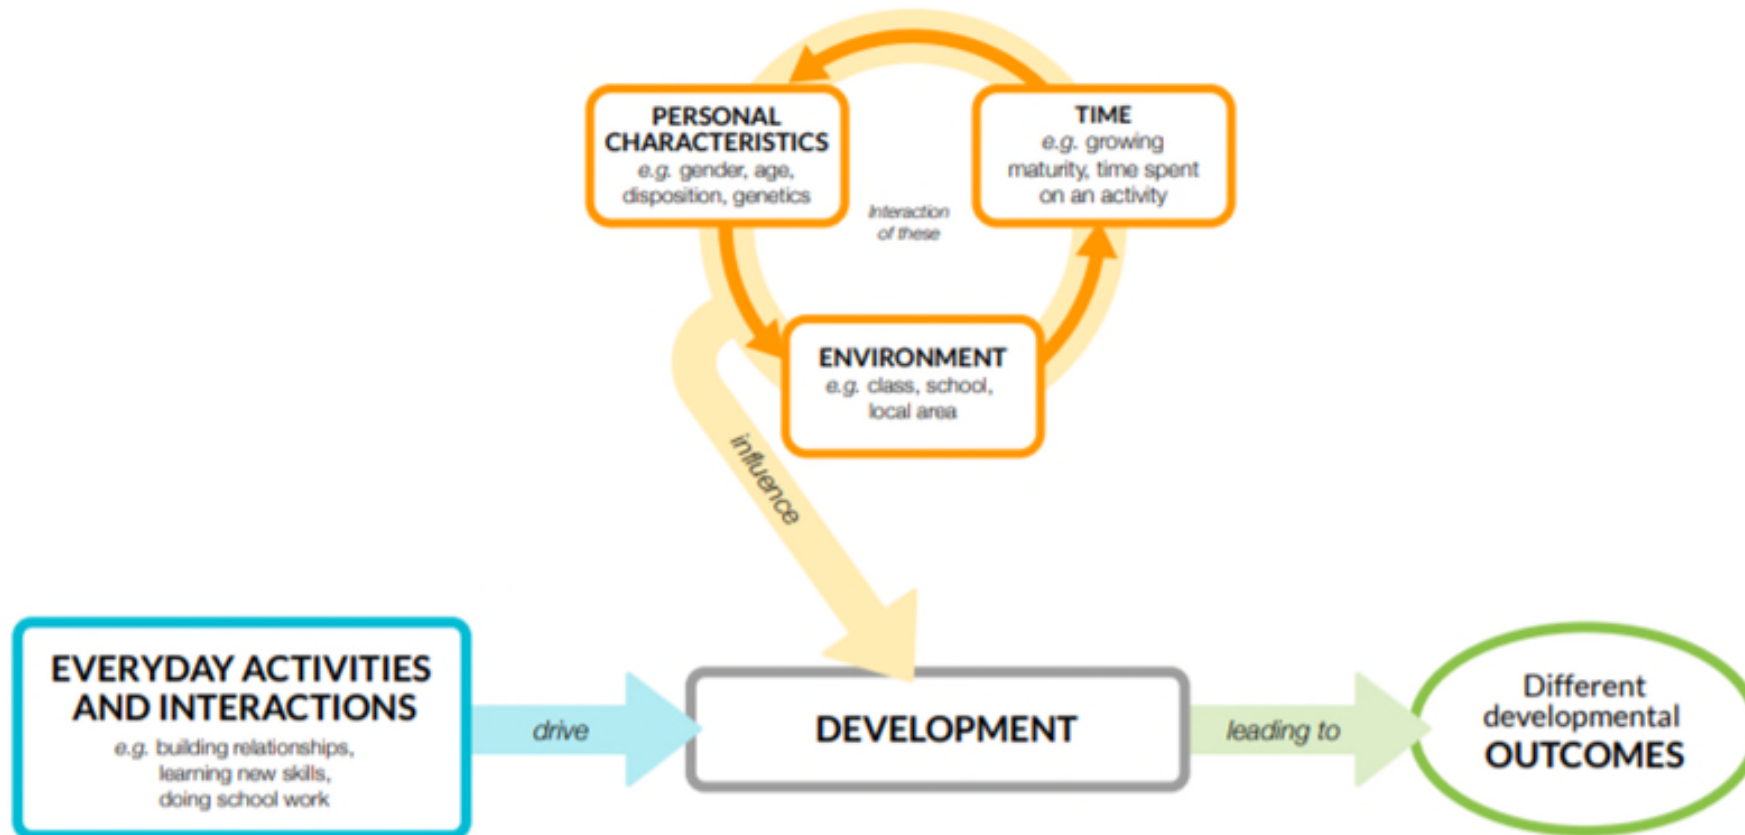 PERSONAL
CHARACTERISTICS
e.g. gender, age,
disposition, genetics
TIME
e.g. growing
maturity, time spent
on an activity
Interaction
of these
ENVIRONMENT
e.g. class, school,
local area
influence
EVERYDAY ACTIVITIES
AND INTERACTIONS
e.g. building relationships,
learning new skills,
doing school work
drive
DEVELOPMENT
leading to
Different
developmental
OUTCOMES